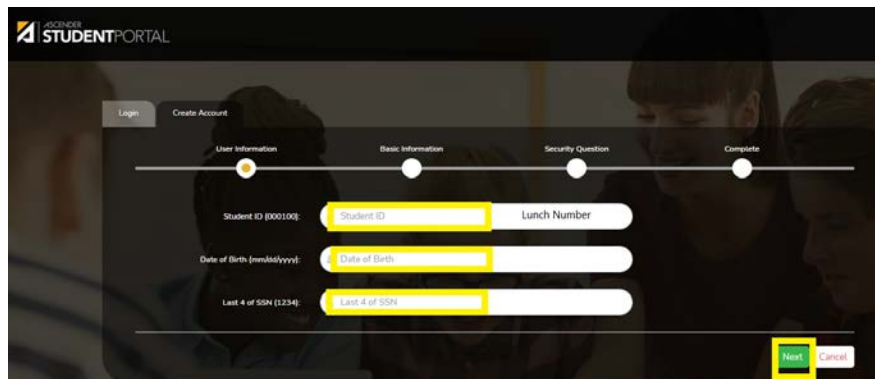 ASCENDER
STUDENTPORTAL
Login Create Account
User Information Basic Information Security Question Complete
Student ID (000100): Student ID Lunch Number
Date of Birth (mm/dd/yyyy): Date of Birth
Last 4 of SSN (1234): Last 4 of SSN
Next Cancel